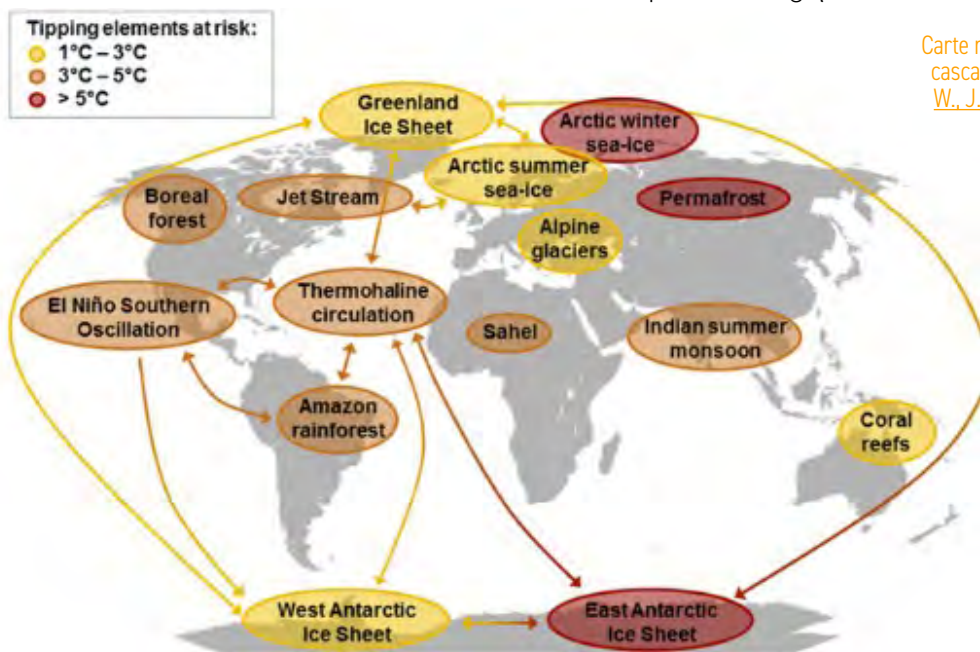 Tipping elements at risk:
1°C – 3°C
3°C – 5°C
> 5°C
Carte
casca
W., J.
Greenland
Ice Sheet
Arctic winter
sea-ice
Arctic summer
sea-ice
Boreal
forest
Jet Stream
Permafrost
Alpine
glaciers
El Niño Southern
Oscillation
Thermohaline
circulation
Sahel
Indian summer
monsoon
Amazon
rainforest
Coral
reefs
West Antarctic
Ice Sheet
East Antarctic
Ice Sheet